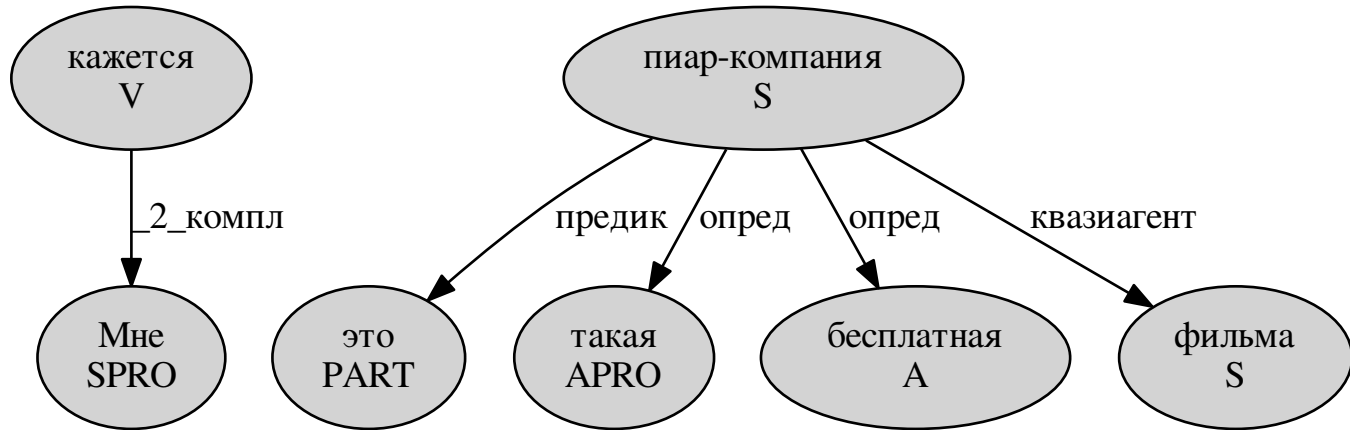 кажется
V
пиар-компания
S
_2_компл
предик
опред
опред
квазиагент
Мне
SPRO
это
PART
такая
APRO
бесплатная
A
фильма
S